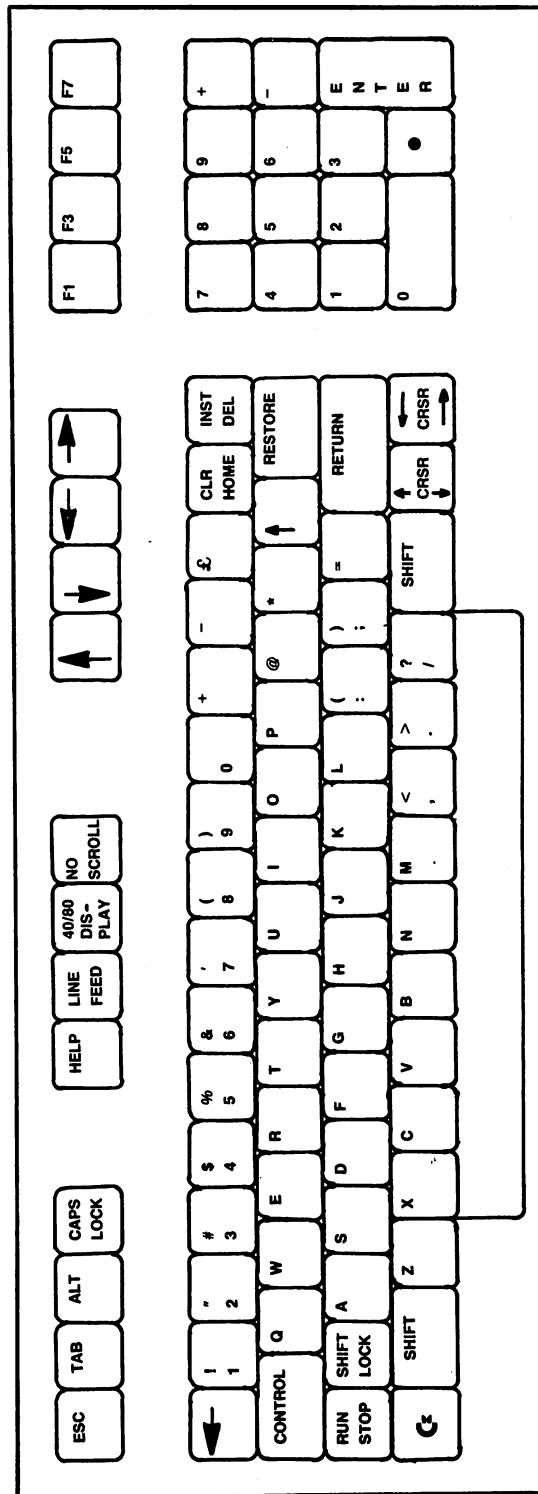 ESC TAB ALT CAPS LOCK HELP LINE FEED 40/80 DIS- PLAY NO SCROLL ↑ ↓ ← → F1 F3 F5 F7
← ! 1 " 2 # 3 $ 4 % 5 & 6 ' 7 ( 8 ) 9 0 + - £ CLR HOME INST DEL 7 8 9 +
CONTROL Q W E R T Y U I O P @ * ↑ RESTORE 4 5 6 -
RUN STOP SHIFT LOCK A S D F G H J K L ( : ) ; = RETURN 1 2 3 ENTER
C= SHIFT Z X C V B N M < , > . ? / SHIFT ↑ CRSR ↓ ← CRSR → 0 ●